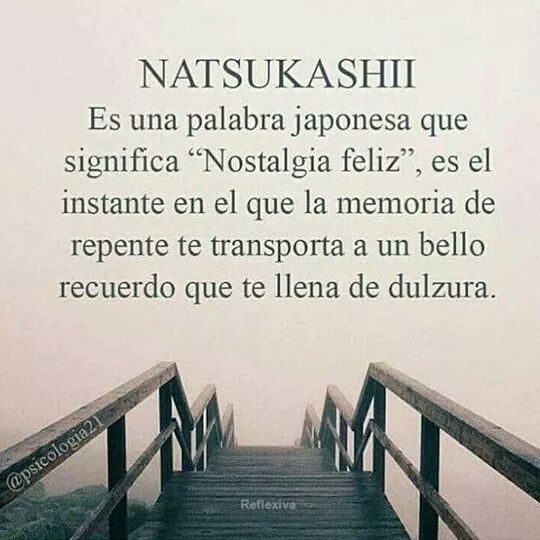 NATSUKASHII
Es una palabra japonesa que
significa “Nostalgia feliz”, es el
instante en el que la memoria de
repente te transporta a un bello
recuerdo que te llena de dulzura.
@psicologia21
Reflexiva